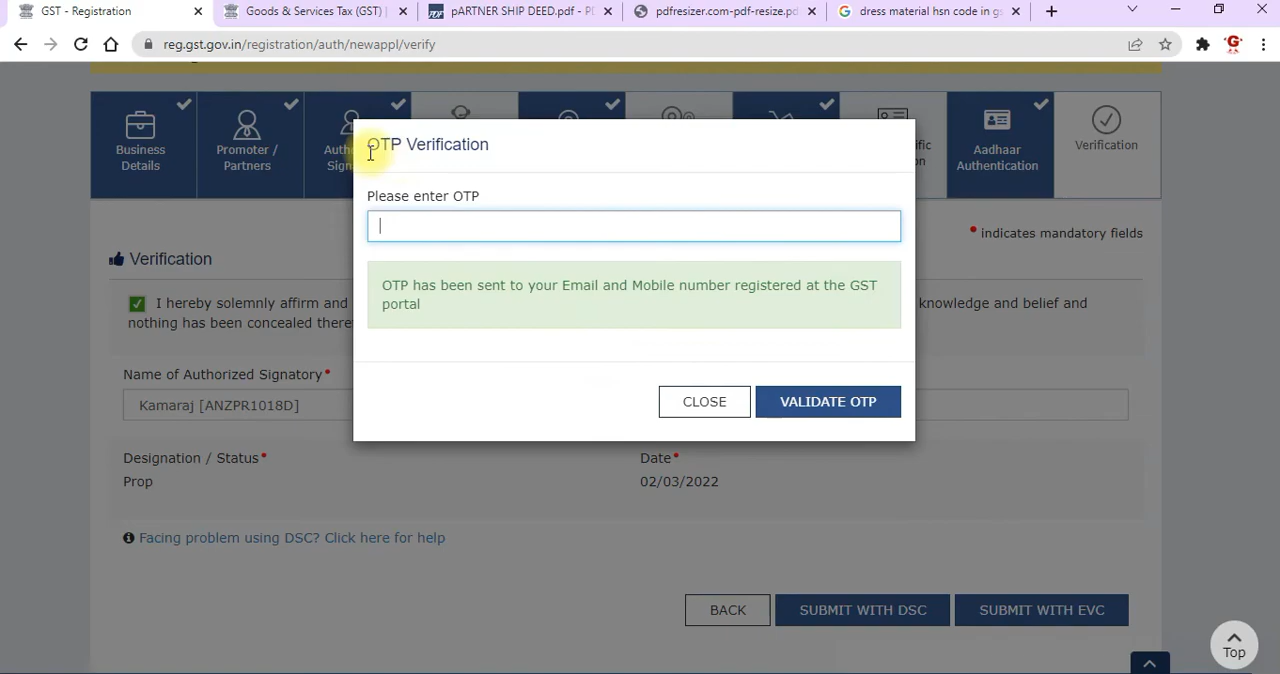 GST - Registration
Goods & Services Tax (GST) |
PDF pARTNER SHIP DEED.pdf - PD
pdfresizer.com-pdf-resize.pd
dress material hsn code in gs
reg.gst.gov.in/registration/auth/newappl/verify
Business
Details
Promoter /
Partners
Aadhaar
Authentication
Verification
OTP Verification
Please enter OTP
OTP has been sent to your Email and Mobile number registered at the GST
portal
CLOSE
VALIDATE OTP
• indicates mandatory fields
Verification
I hereby solemnly affirm and
knowledge and belief and
nothing has been concealed
Name of Authorized Signatory•
Kamaraj [ANZPR1018D]
Designation / Status•
Date•
Prop
02/03/2022
Facing problem using DSC? Click here for help
BACK
SUBMIT WITH DSC
SUBMIT WITH EVC
Top